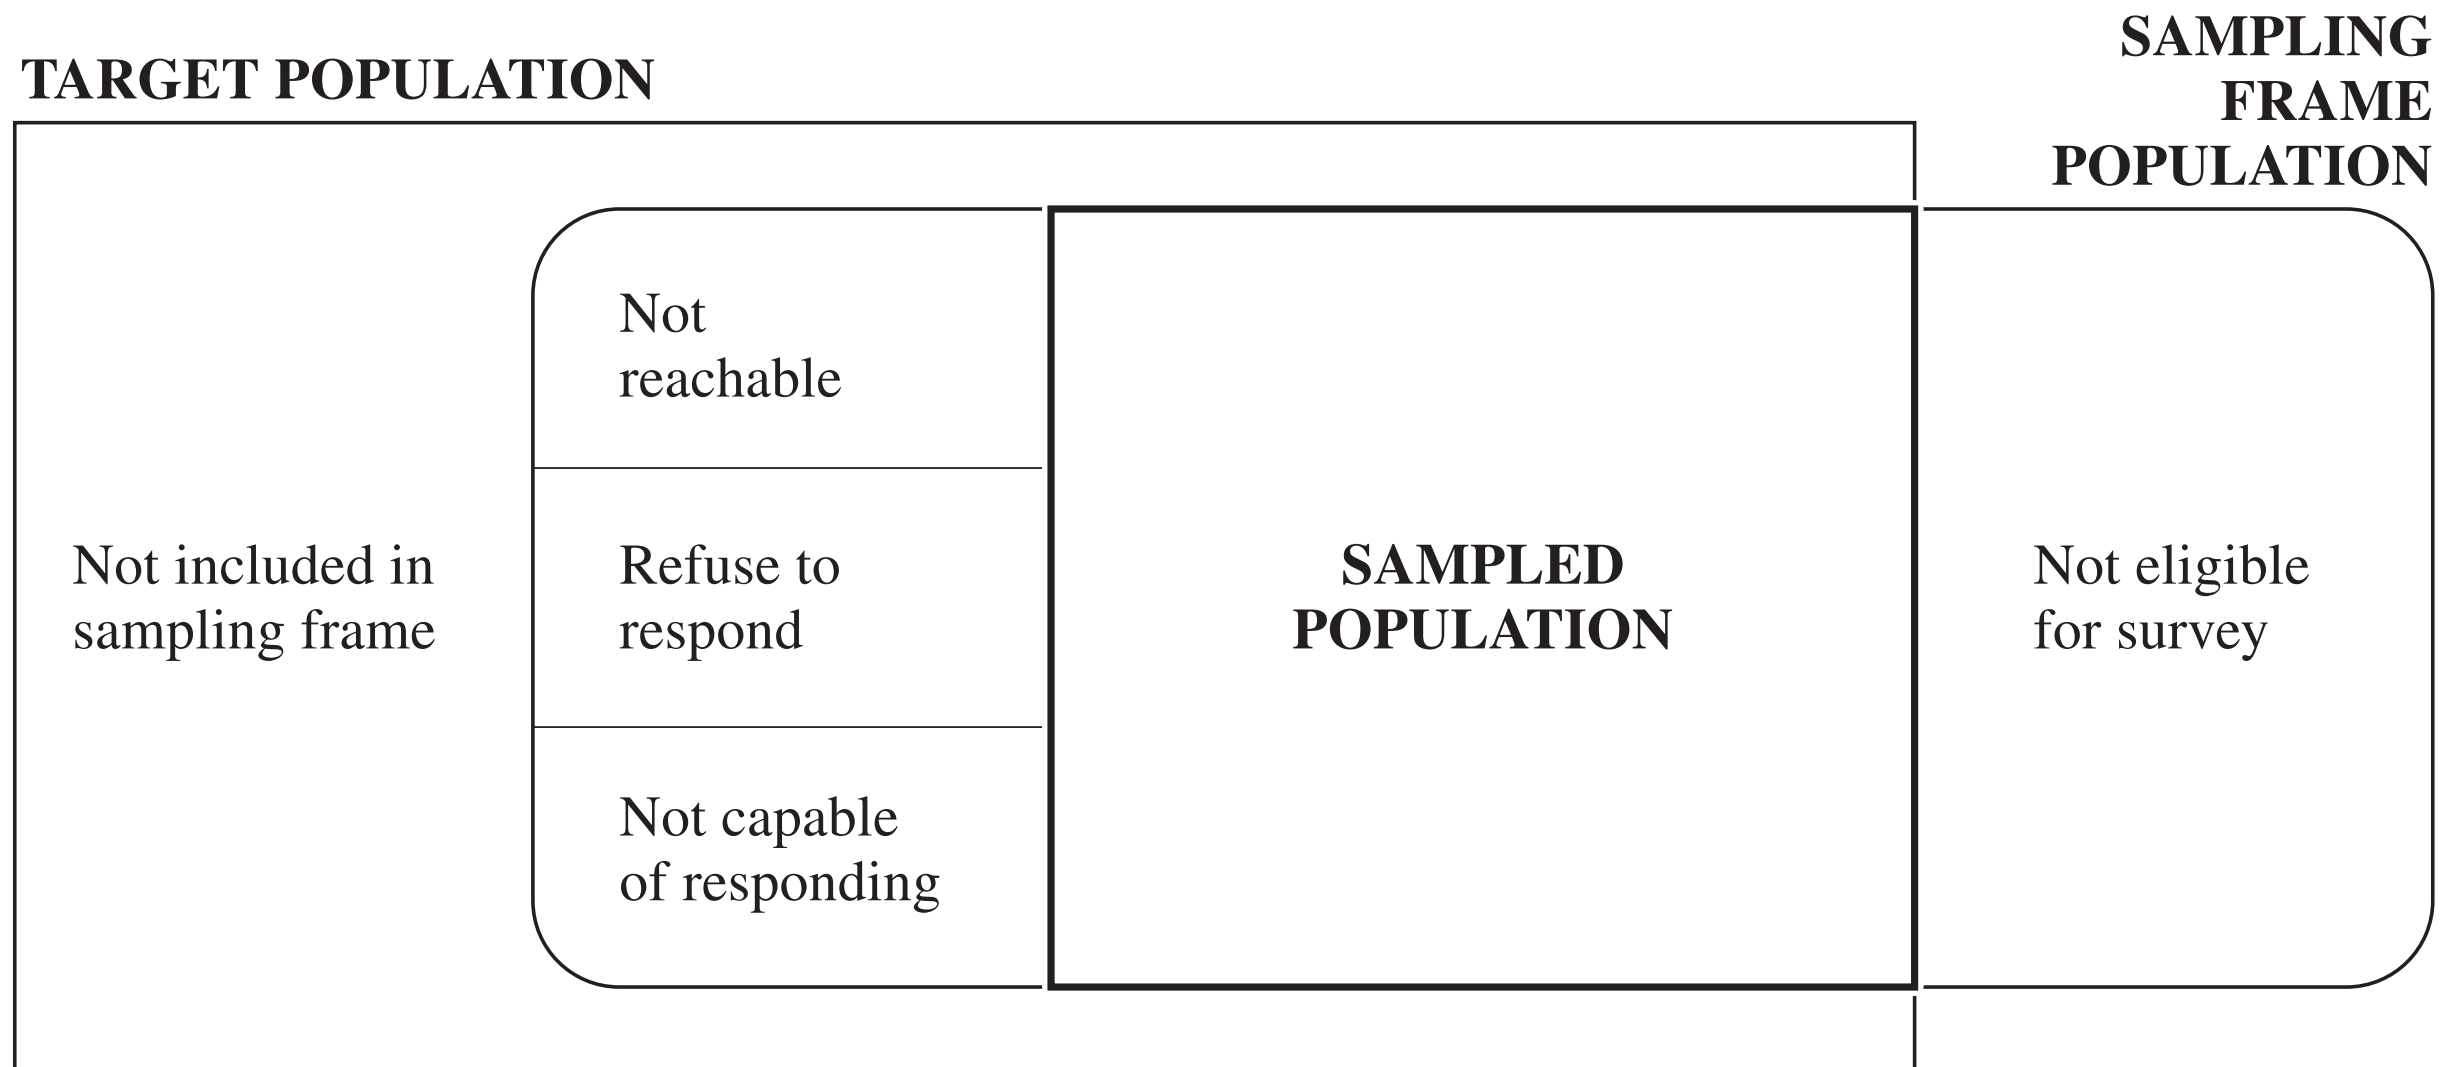 TARGET POPULATION
SAMPLING
FRAME
POPULATION
Not included in
sampling frame
Not
reachable
Refuse to
respond
Not capable
of responding
SAMPLED
POPULATION
Not eligible
for survey